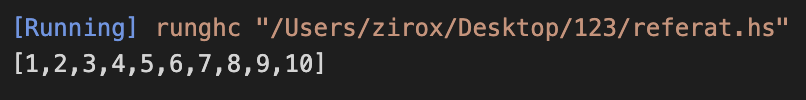 [Running] runghc "/Users/zirox/Desktop/123/referat.hs"
[1,2,3,4,5,6,7,8,9,10]